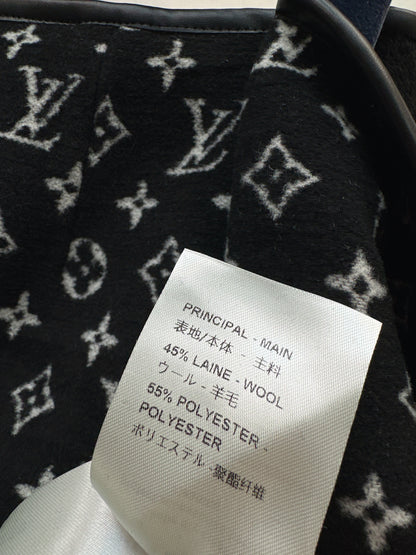 PRINCIPAL - MAIN
表地/本体 - 主料
45% LAINE - WOOL
ウール - 羊毛
55% POLYESTER -
POLYESTER
ポリエステル - 聚酯纤维